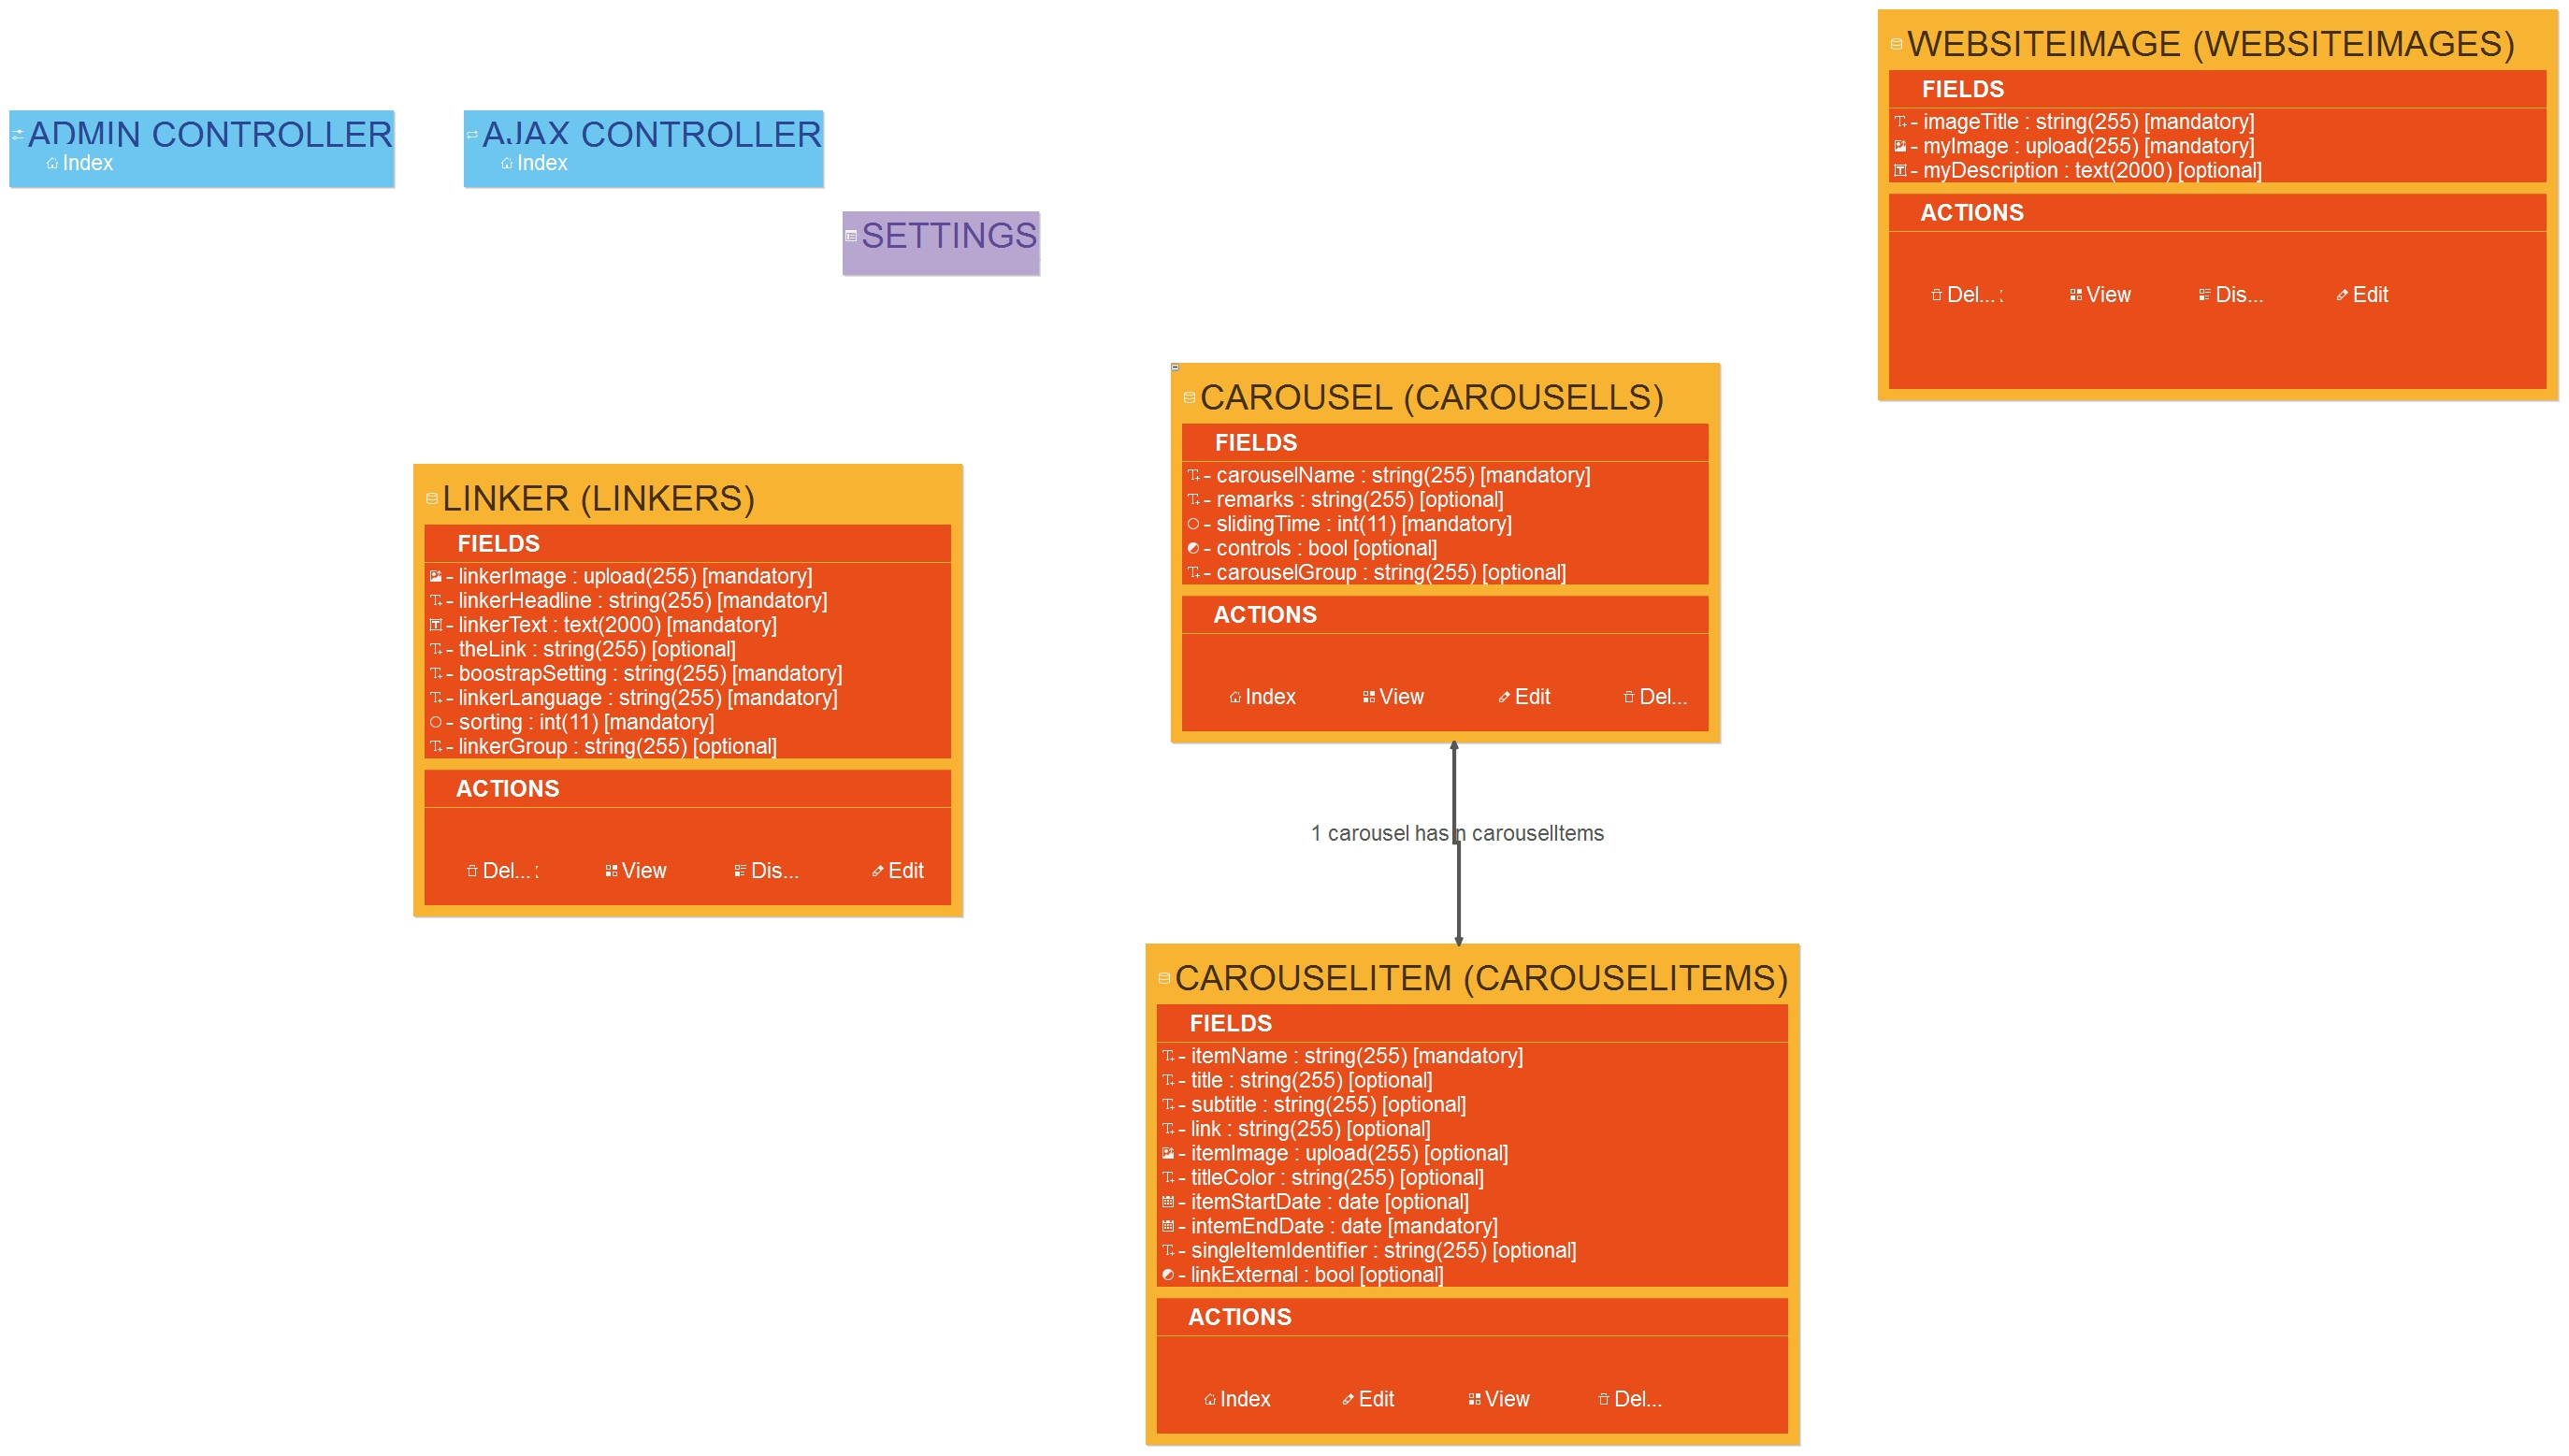 ADMIN CONTROLLER
Index
AJAX CONTROLLER
Index
SETTINGS
WEBSITEIMAGE (WEBSITEIMAGES)
FIELDS
- imageTitle : string(255) [mandatory]
- myImage : upload(255) [mandatory]
- myDescription : text(2000) [optional]
ACTIONS
Del... View Dis... Edit
LINKER (LINKERS)
FIELDS
- linkerImage : upload(255) [mandatory]
- linkerHeadline : string(255) [mandatory]
- linkerText : text(2000) [mandatory]
- theLink : string(255) [optional]
- boostrapSetting : string(255) [mandatory]
- linkerLanguage : string(255) [mandatory]
- sorting : int(11) [mandatory]
- linkerGroup : string(255) [optional]
ACTIONS
Del... View Dis... Edit
CAROUSEL (CAROUSELLS)
FIELDS
- carouselName : string(255) [mandatory]
- remarks : string(255) [optional]
- slidingTime : int(11) [mandatory]
- controls : bool [optional]
- carouselGroup : string(255) [optional]
ACTIONS
Index View Edit Del...
1 carousel has n carouselItems
CAROUSELITEM (CAROUSELITEMS)
FIELDS
- itemName : string(255) [mandatory]
- title : string(255) [optional]
- subtitle : string(255) [optional]
- link : string(255) [optional]
- itemImage : upload(255) [optional]
- titleColor : string(255) [optional]
- itemStartDate : date [optional]
- intemEndDate : date [mandatory]
- singleItemIdentifier : string(255) [optional]
- linkExternal : bool [optional]
ACTIONS
Index Edit View Del...